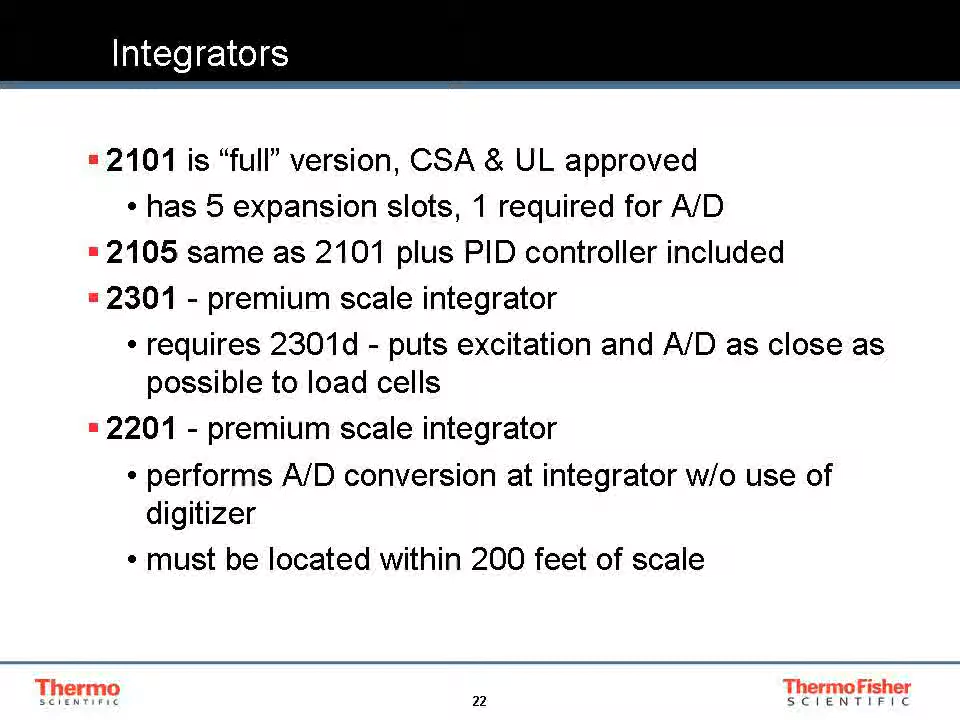 Integrators
▪ 2101 is “full” version, CSA & UL approved
• has 5 expansion slots, 1 required for A/D
▪ 2105 same as 2101 plus PID controller included
▪ 2301 - premium scale integrator
• requires 2301d - puts excitation and A/D as close as
possible to load cells
▪ 2201 - premium scale integrator
• performs A/D conversion at integrator w/o use of
digitizer
• must be located within 200 feet of scale
Thermo
SCIENTIFIC
22
ThermoFisher
SCIENTIFIC